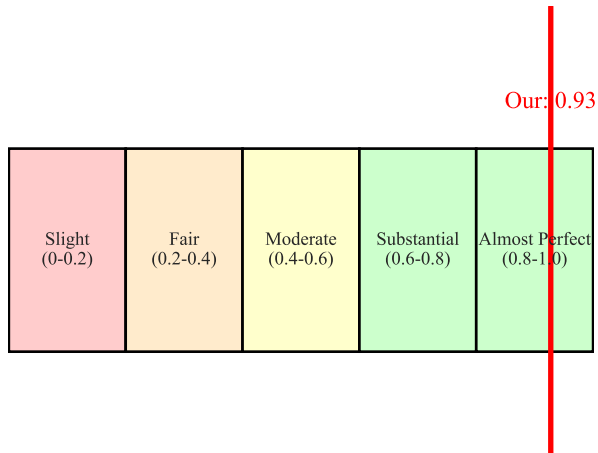 Our: 0.93
Slight
(0-0.2)
Fair
(0.2-0.4)
Moderate
(0.4-0.6)
Substantial
(0.6-0.8)
Almost Perfect
(0.8-1.0)